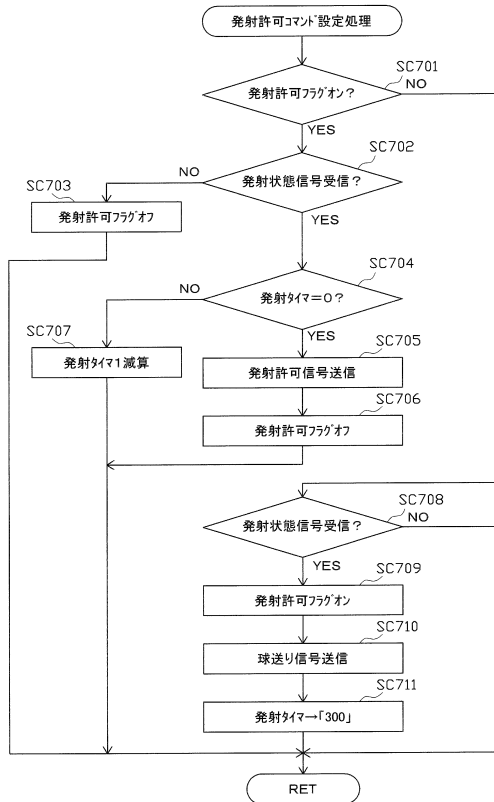 発射許可コマンド設定処理
SC701
発射許可フラグオン？
NO
YES
SC702
発射状態信号受信？
NO
YES
SC703
発射許可フラグオフ
SC704
発射タイマ＝０？
NO
YES
SC707
発射タイマ１減算
SC705
発射許可信号送信
SC706
発射許可フラグオフ
SC708
発射状態信号受信？
NO
YES
SC709
発射許可フラグオン
SC710
球送り信号送信
SC711
発射タイマ→「300」
RET